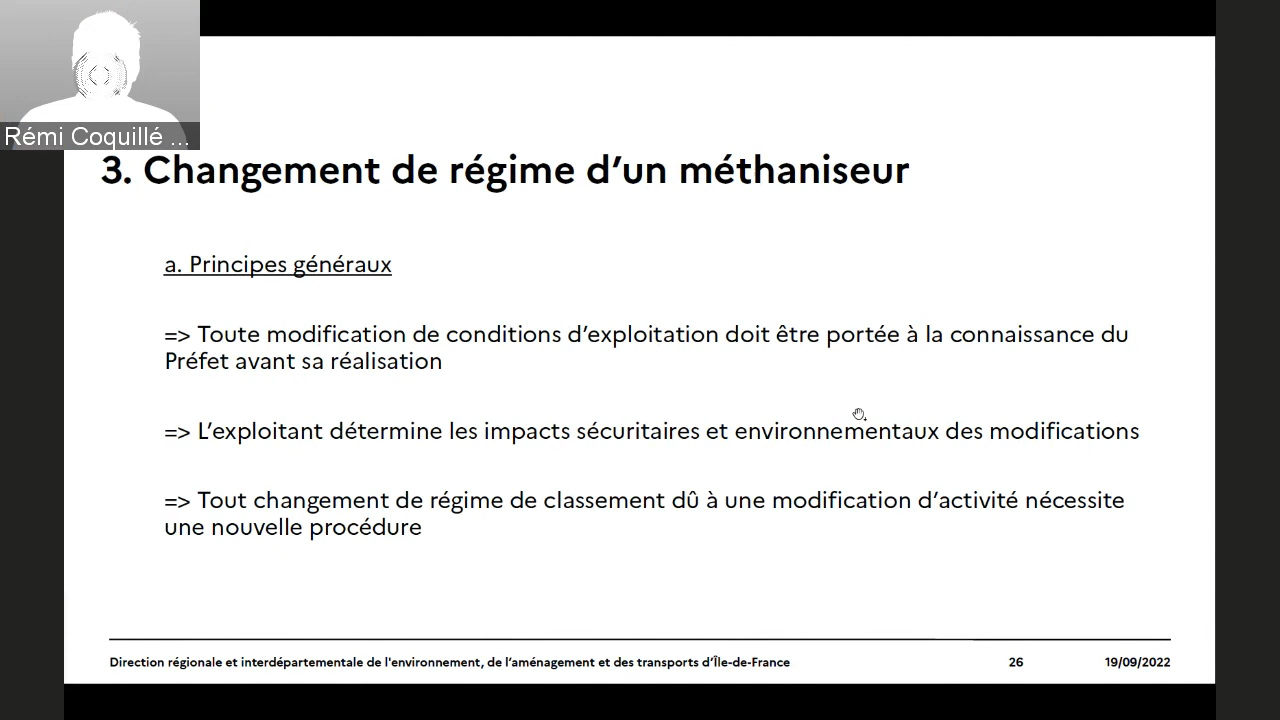 Rémi Coquillé ...
3. Changement de régime d’un méthaniseur
a. Principes généraux
=> Toute modification de conditions d’exploitation doit être portée à la connaissance du
Préfet avant sa réalisation
=> L’exploitant détermine les impacts sécuritaires et environnementaux des modifications
=> Tout changement de régime de classement dû à une modification d’activité nécessite
une nouvelle procédure
Direction régionale et interdépartementale de l'environnement, de l’aménagement et des transports d’Île-de-France 26 19/09/2022